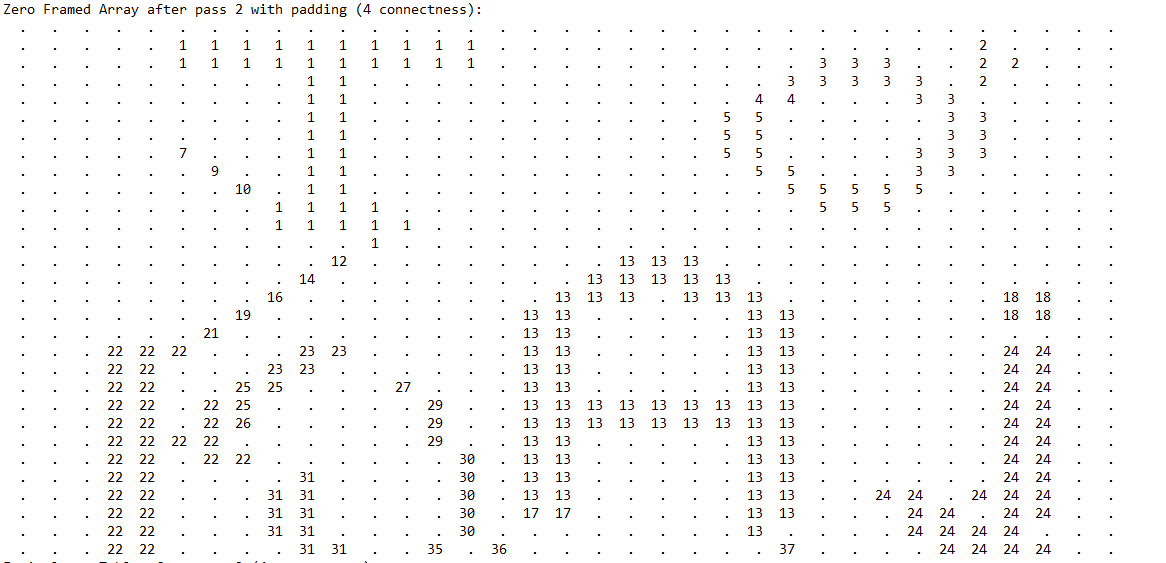 Zero Framed Array after pass 2 with padding (4 connectness):
. . . . . . . . . . . . . . . . . . . . . . . . . . . . . . . . . . .
. . . . . 1 1 1 1 1 1 1 1 1 1 . . . . . . . . . . . . . . . 2 . . . .
. . . . . 1 1 1 1 1 1 1 1 1 1 . . . . . . . . . . 3 3 3 . . 2 2 . . .
. . . . . . . . . 1 1 . . . . . . . . . . . . . 3 3 3 3 3 . 2 . . . .
. . . . . . . . . 1 1 . . . . . . . . . . . . 4 4 . . . 3 3 . . . . .
. . . . . . . . . 1 1 . . . . . . . . . . . 5 5 . . . . . 3 3 . . . .
. . . . . . . . . 1 1 . . . . . . . . . . . 5 5 . . . . . 3 3 . . . .
. . . . . 7 . . . 1 1 . . . . . . . . . . . 5 5 . . . . 3 3 3 . . . .
. . . . . . 9 . . 1 1 . . . . . . . . . . . . 5 5 . . . 3 3 . . . . .
. . . . . . . 10 . 1 1 . . . . . . . . . . . . . 5 5 5 5 5 . . . . . .
. . . . . . . . 1 1 1 1 . . . . . . . . . . . . . 5 5 5 . . . . . . .
. . . . . . . . 1 1 1 1 1 . . . . . . . . . . . . . . . . . . . . . .
. . . . . . . . . . . 1 . . . . . . . . . . . . . . . . . . . . . . .
. . . . . . . . . . 12 . . . . . . . . 13 13 13 . . . . . . . . . . . . .
. . . . . . . . . 14 . . . . . . . . 13 13 13 13 13 . . . . . . . . . . . .
. . . . . . . . 16 . . . . . . . . 13 13 13 . 13 13 13 . . . . . . . 18 18 . .
. . . . . . . 19 . . . . . . . . 13 13 . . . . . 13 13 . . . . . . 18 18 . .
. . . . . . 21 . . . . . . . . . 13 13 . . . . . 13 13 . . . . . . . . . .
. . . 22 22 22 . . . 23 23 . . . . . 13 13 . . . . . 13 13 . . . . . . 24 24 . .
. . . 22 22 . . . 23 23 . . . . . . 13 13 . . . . . 13 13 . . . . . . 24 24 . .
. . . 22 22 . . 25 25 . . . 27 . . . 13 13 . . . . . 13 13 . . . . . . 24 24 . .
. . . 22 22 . 22 25 . . . . . 29 . . 13 13 13 13 13 13 13 13 13 . . . . . . 24 24 . .
. . . 22 22 . 22 26 . . . . . 29 . . 13 13 13 13 13 13 13 13 13 . . . . . . 24 24 . .
. . . 22 22 22 22 . . . . . . 29 . . 13 13 . . . . . 13 13 . . . . . . 24 24 . .
. . . 22 22 . 22 22 . . . . . . 30 . 13 13 . . . . . 13 13 . . . . . . 24 24 . .
. . . 22 22 . . . . 31 . . . . 30 . 13 13 . . . . . 13 13 . . . . . . 24 24 . .
. . . 22 22 . . . 31 31 . . . . 30 . 13 13 . . . . . 13 13 . . 24 24 . 24 24 24 . .
. . . 22 22 . . . 31 31 . . . . 30 . 17 17 . . . . . 13 13 . . . 24 24 . 24 24 . .
. . . 22 22 . . . 31 31 . . . . 30 . . . . . . . . 13 . . . . 24 24 24 24 . . .
. . . 22 22 . . . . 31 31 . . 35 . 36 . . . . . . . . 37 . . . . 24 24 24 24 . .